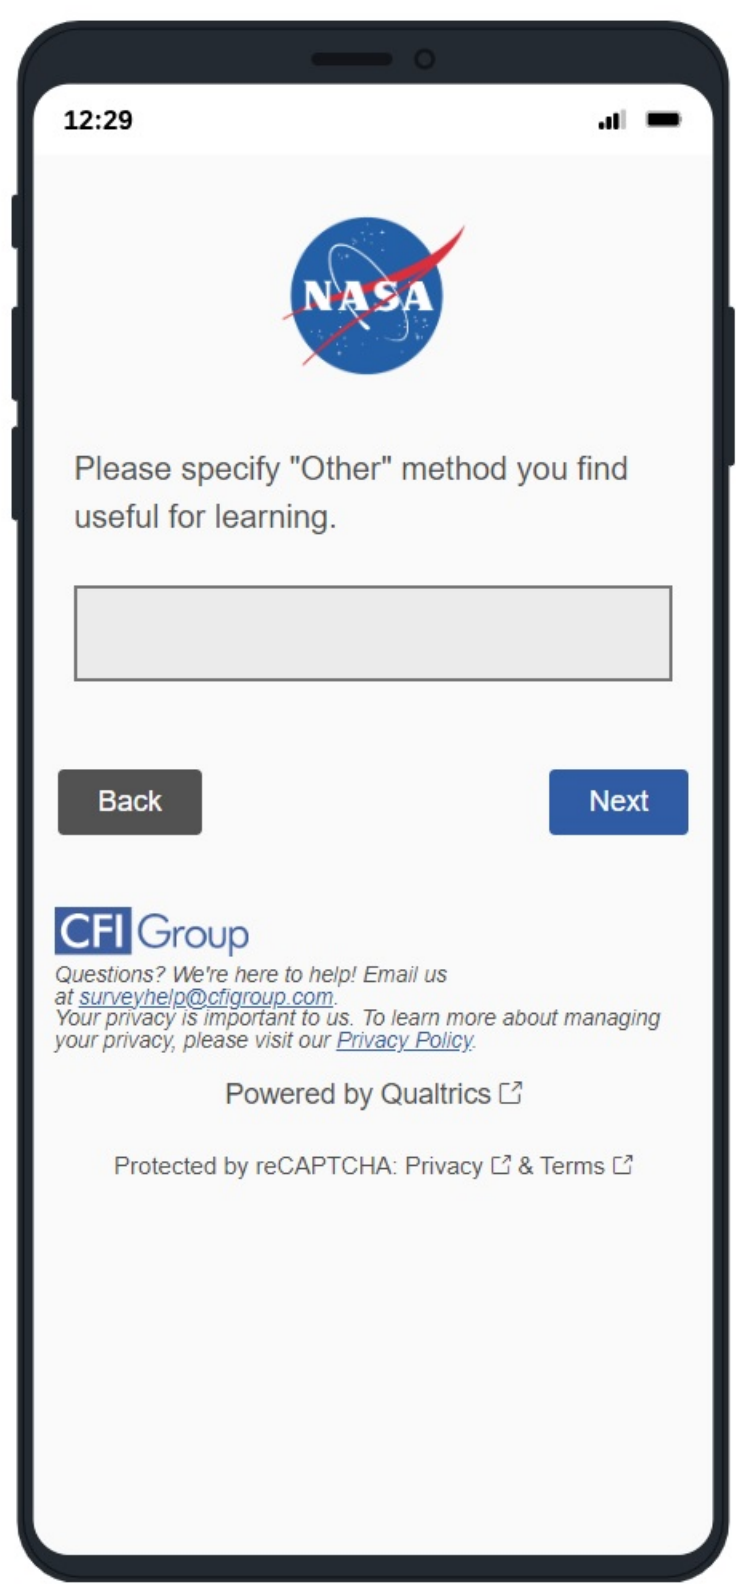 12:29
NASA
Please specify "Other" method you find
useful for learning.
Back
Next
CFI Group
Questions? We're here to help! Email us
at surveyhelp@cfigroup.com.
Your privacy is important to us. To learn more about managing
your privacy, please visit our Privacy Policy.
Powered by Qualtrics
Protected by reCAPTCHA: Privacy & Terms